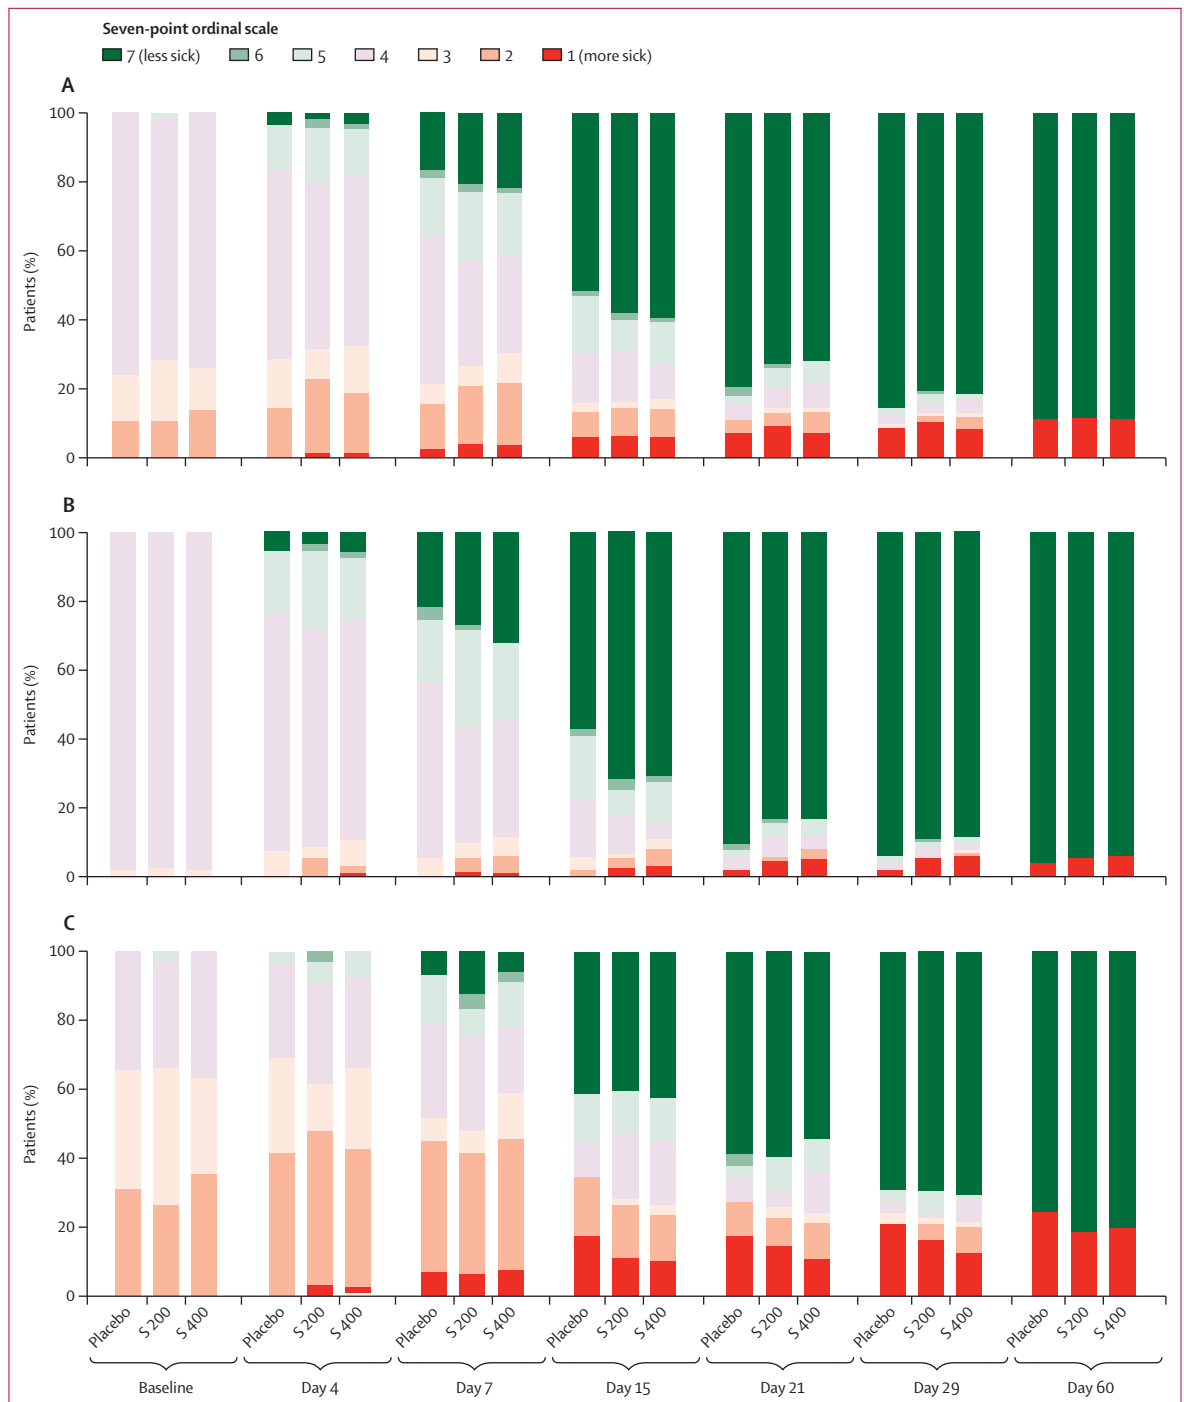 Seven-point ordinal scale
7 (less sick) 6 5 4 3 2 1 (more sick)
A
100
80
60
40
20
0
Patients (%)
B
100
80
60
40
20
0
Patients (%)
C
100
80
60
40
20
0
Patients (%)
Placebo S 200 S 400 Placebo S 200 S 400 Placebo S 200 S 400 Placebo S 200 S 400 Placebo S 200 S 400 Placebo S 200 S 400 Placebo S 200 S 400
Baseline Day 4 Day 7 Day 15 Day 21 Day 29 Day 60